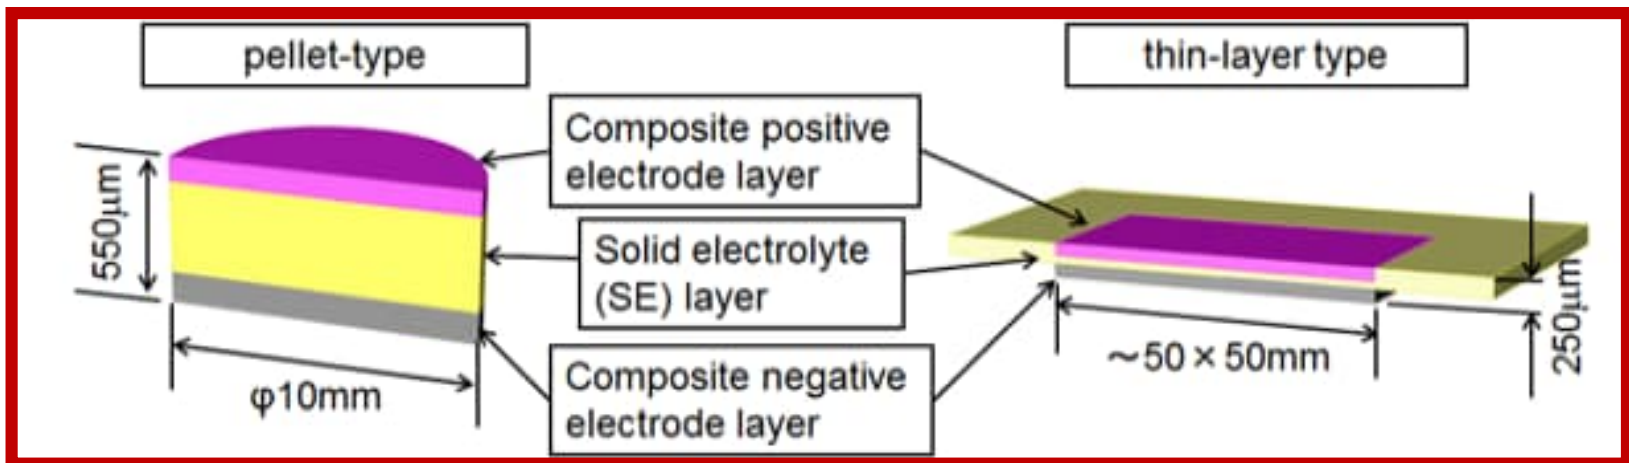 pellet-type
thin-layer type
Composite positive
electrode layer
550μm
Solid electrolyte
(SE) layer
250μm
Composite negative
electrode layer
φ10mm
~50×50mm